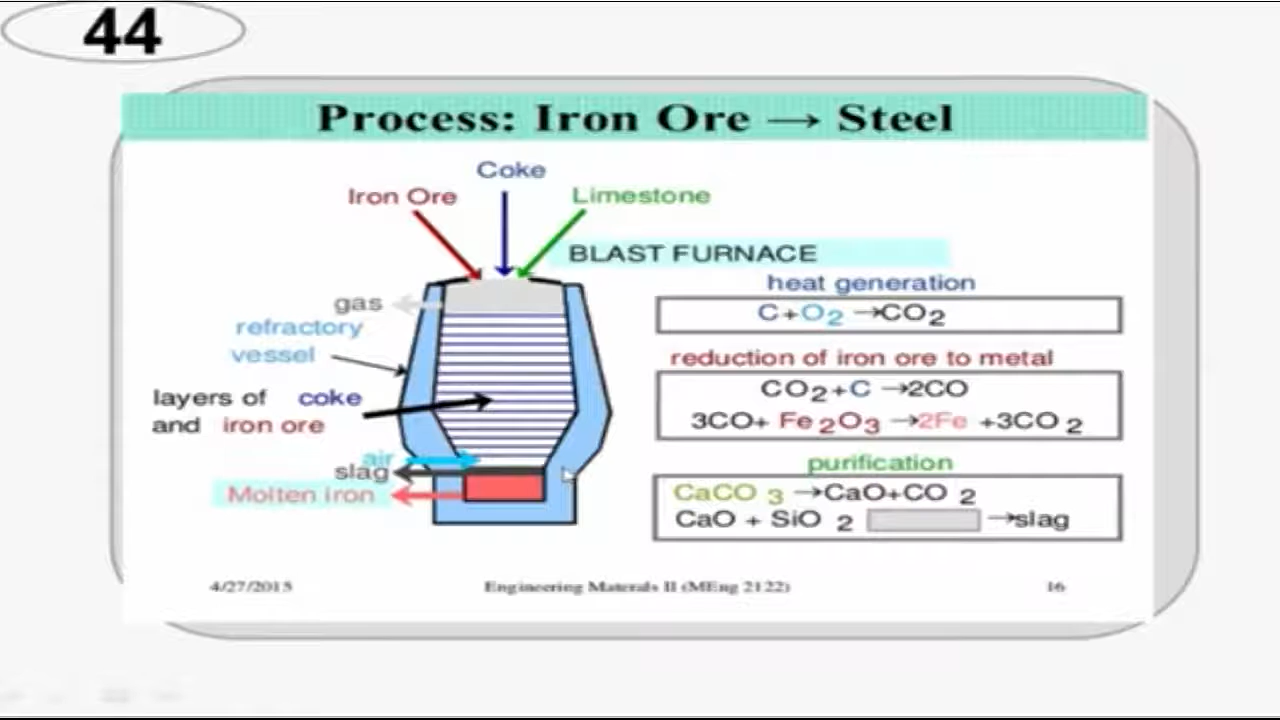 44
Process: Iron Ore → Steel
Coke
Iron Ore
Limestone
BLAST FURNACE
gas
refractory
vessel
layers of coke
and iron ore
air
slag
Molten iron
heat generation
C+O2 →CO2
reduction of iron ore to metal
CO2+C →2CO
3CO+ Fe2O3 →2Fe +3CO2
purification
CaCO3 →CaO+CO2
CaO + SiO2 →slag
4/27/2015
Engineering Materals II (MEng 2122)
16